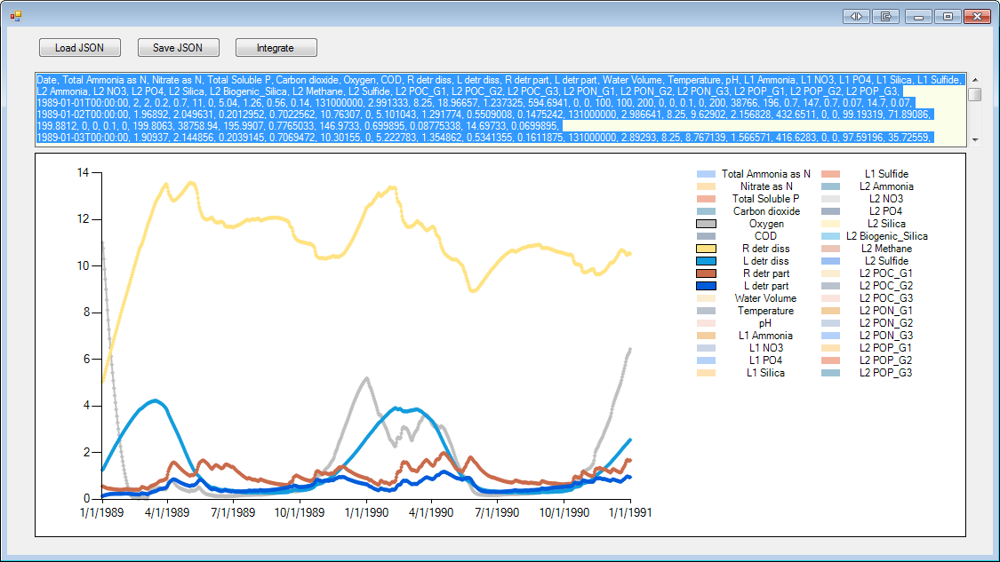 Load JSON
Save JSON
Integrate
Date, Total Ammonia as N, Nitrate as N, Total Soluble P, Carbon dioxide, Oxygen, COD, R detr diss, L detr diss, R detr part, L detr part, Water Volume, Temperature, pH, L1 Ammonia, L1 NO3, L1 PO4, L1 Silica, L1 Sulfide,
L2 Ammonia, L2 NO3, L2 PO4, L2 Silica, L2 Biogenic_Silica, L2 Methane, L2 Sulfide, L2 POC_G1, L2 POC_G2, L2 POC_G3, L2 PON_G1, L2 PON_G2, L2 PON_G3, L2 POP_G1, L2 POP_G2, L2 POP_G3,
1989-01-01T00:00:00, 2, 2, 0.2, 0.7, 11, 0, 5.04, 1.26, 0.56, 0.14, 131000000, 2.991333, 8.25, 18.96657, 1.237325, 594.6941, 0, 0, 100, 100, 200, 0, 0, 0.1, 0, 200, 38766, 196, 0.7, 147, 0.7, 0.07, 14.7, 0.07,
1989-01-02T00:00:00, 1.96892, 2.049631, 0.2012952, 0.7022562, 10.76307, 0, 5.101043, 1.291774, 0.5509008, 0.1475242, 131000000, 2.986641, 8.25, 9.62902, 2.156828, 432.6511, 0, 0, 99.19319, 71.89086,
199.8812, 0, 0, 0.1, 0, 199.8063, 38758.94, 195.9907, 0.7765033, 146.9733, 0.699895, 0.08775338, 14.69733, 0.0699895,
1989-01-03T00:00:00, 1.90937, 2.144856, 0.2039145, 0.7069472, 10.30155, 0, 5.222783, 1.354862, 0.5341355, 0.1611875, 131000000, 2.89293, 8.25, 8.767139, 1.566571, 416.6283, 0, 0, 97.59196, 35.72559,
14
12
10
8
6
4
2
0
1/1/1989
4/1/1989
7/1/1989
10/1/1989
1/1/1990
4/1/1990
7/1/1990
10/1/1990
1/1/1991
Total Ammonia as N
Nitrate as N
Total Soluble P
Carbon dioxide
Oxygen
COD
R detr diss
L detr diss
R detr part
L detr part
Water Volume
Temperature
pH
L1 Ammonia
L1 NO3
L1 PO4
L1 Silica
L1 Sulfide
L2 Ammonia
L2 NO3
L2 PO4
L2 Silica
L2 Biogenic_Silica
L2 Methane
L2 Sulfide
L2 POC_G1
L2 POC_G2
L2 POC_G3
L2 PON_G1
L2 PON_G2
L2 PON_G3
L2 POP_G1
L2 POP_G2
L2 POP_G3